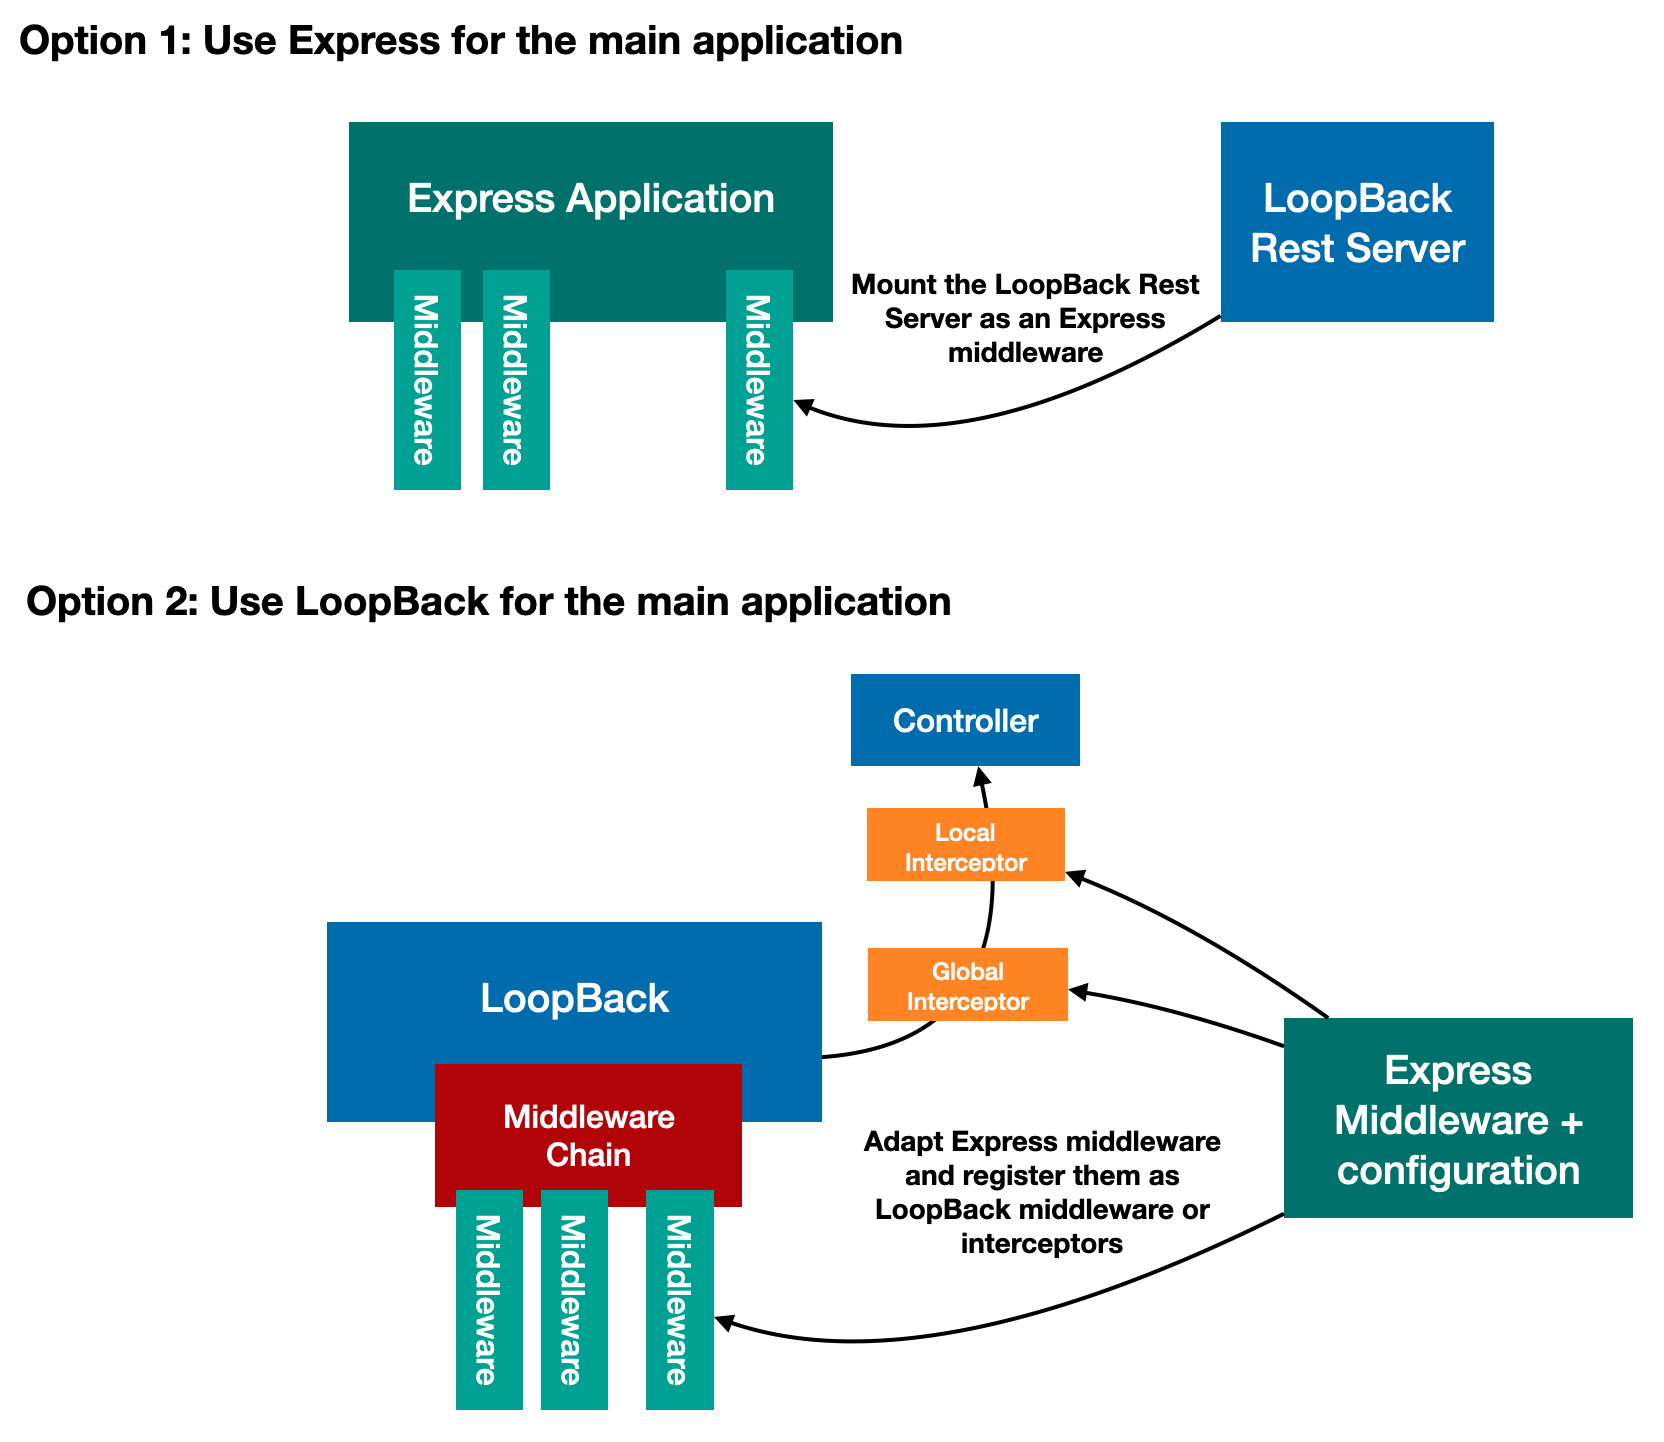 Option 1: Use Express for the main application
Express Application
LoopBack
Rest Server
Mount the LoopBack Rest
Server as an Express
middleware
Middleware
Middleware
Middleware
Option 2: Use LoopBack for the main application
Controller
Local
Interceptor
Global
Interceptor
LoopBack
Middleware
Chain
Express
Middleware +
configuration
Adapt Express middleware
and register them as
LoopBack middleware or
interceptors
Middleware
Middleware
Middleware